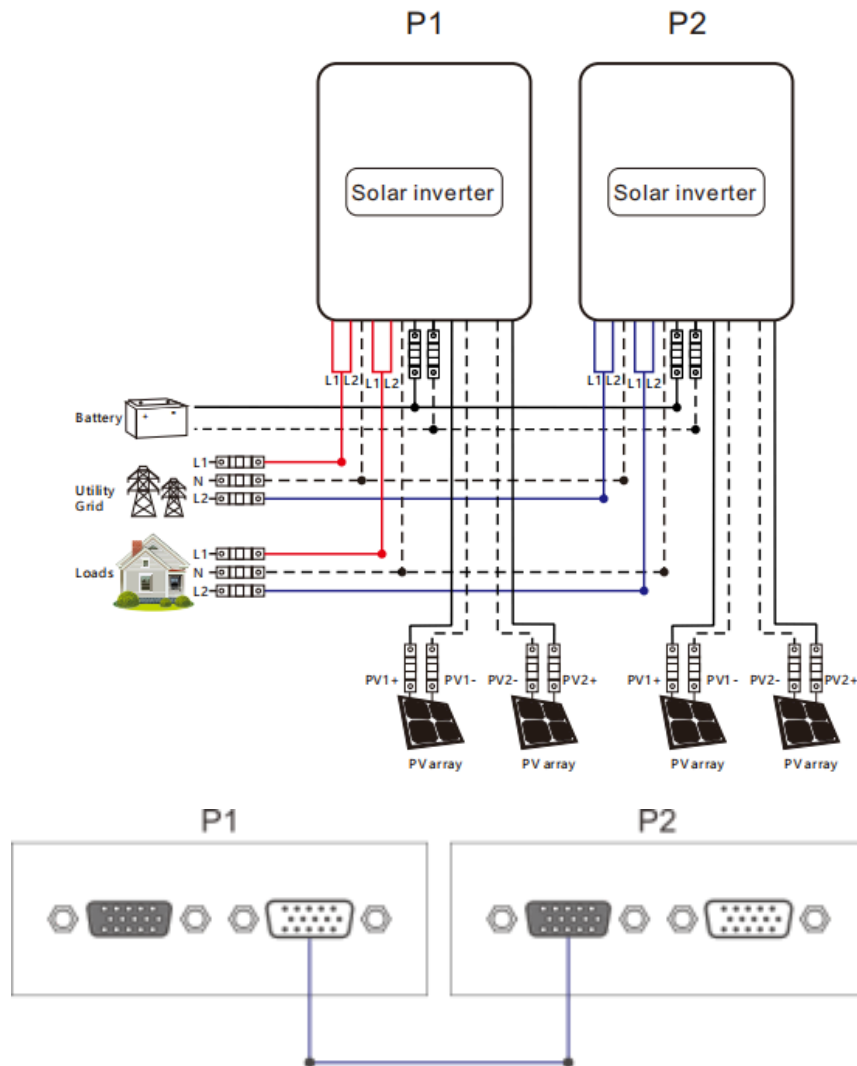 P1 P2
Solar inverter Solar inverter
L1 L2 L1 L2 L1 L2 L1 L2
Battery
L1
N
Utility
Grid
L2
L1
Loads
N
L2
PV1+ PV1- PV2- PV2+ PV1+ PV1- PV2- PV2+
PV array PV array PV array PV array
P1 P2